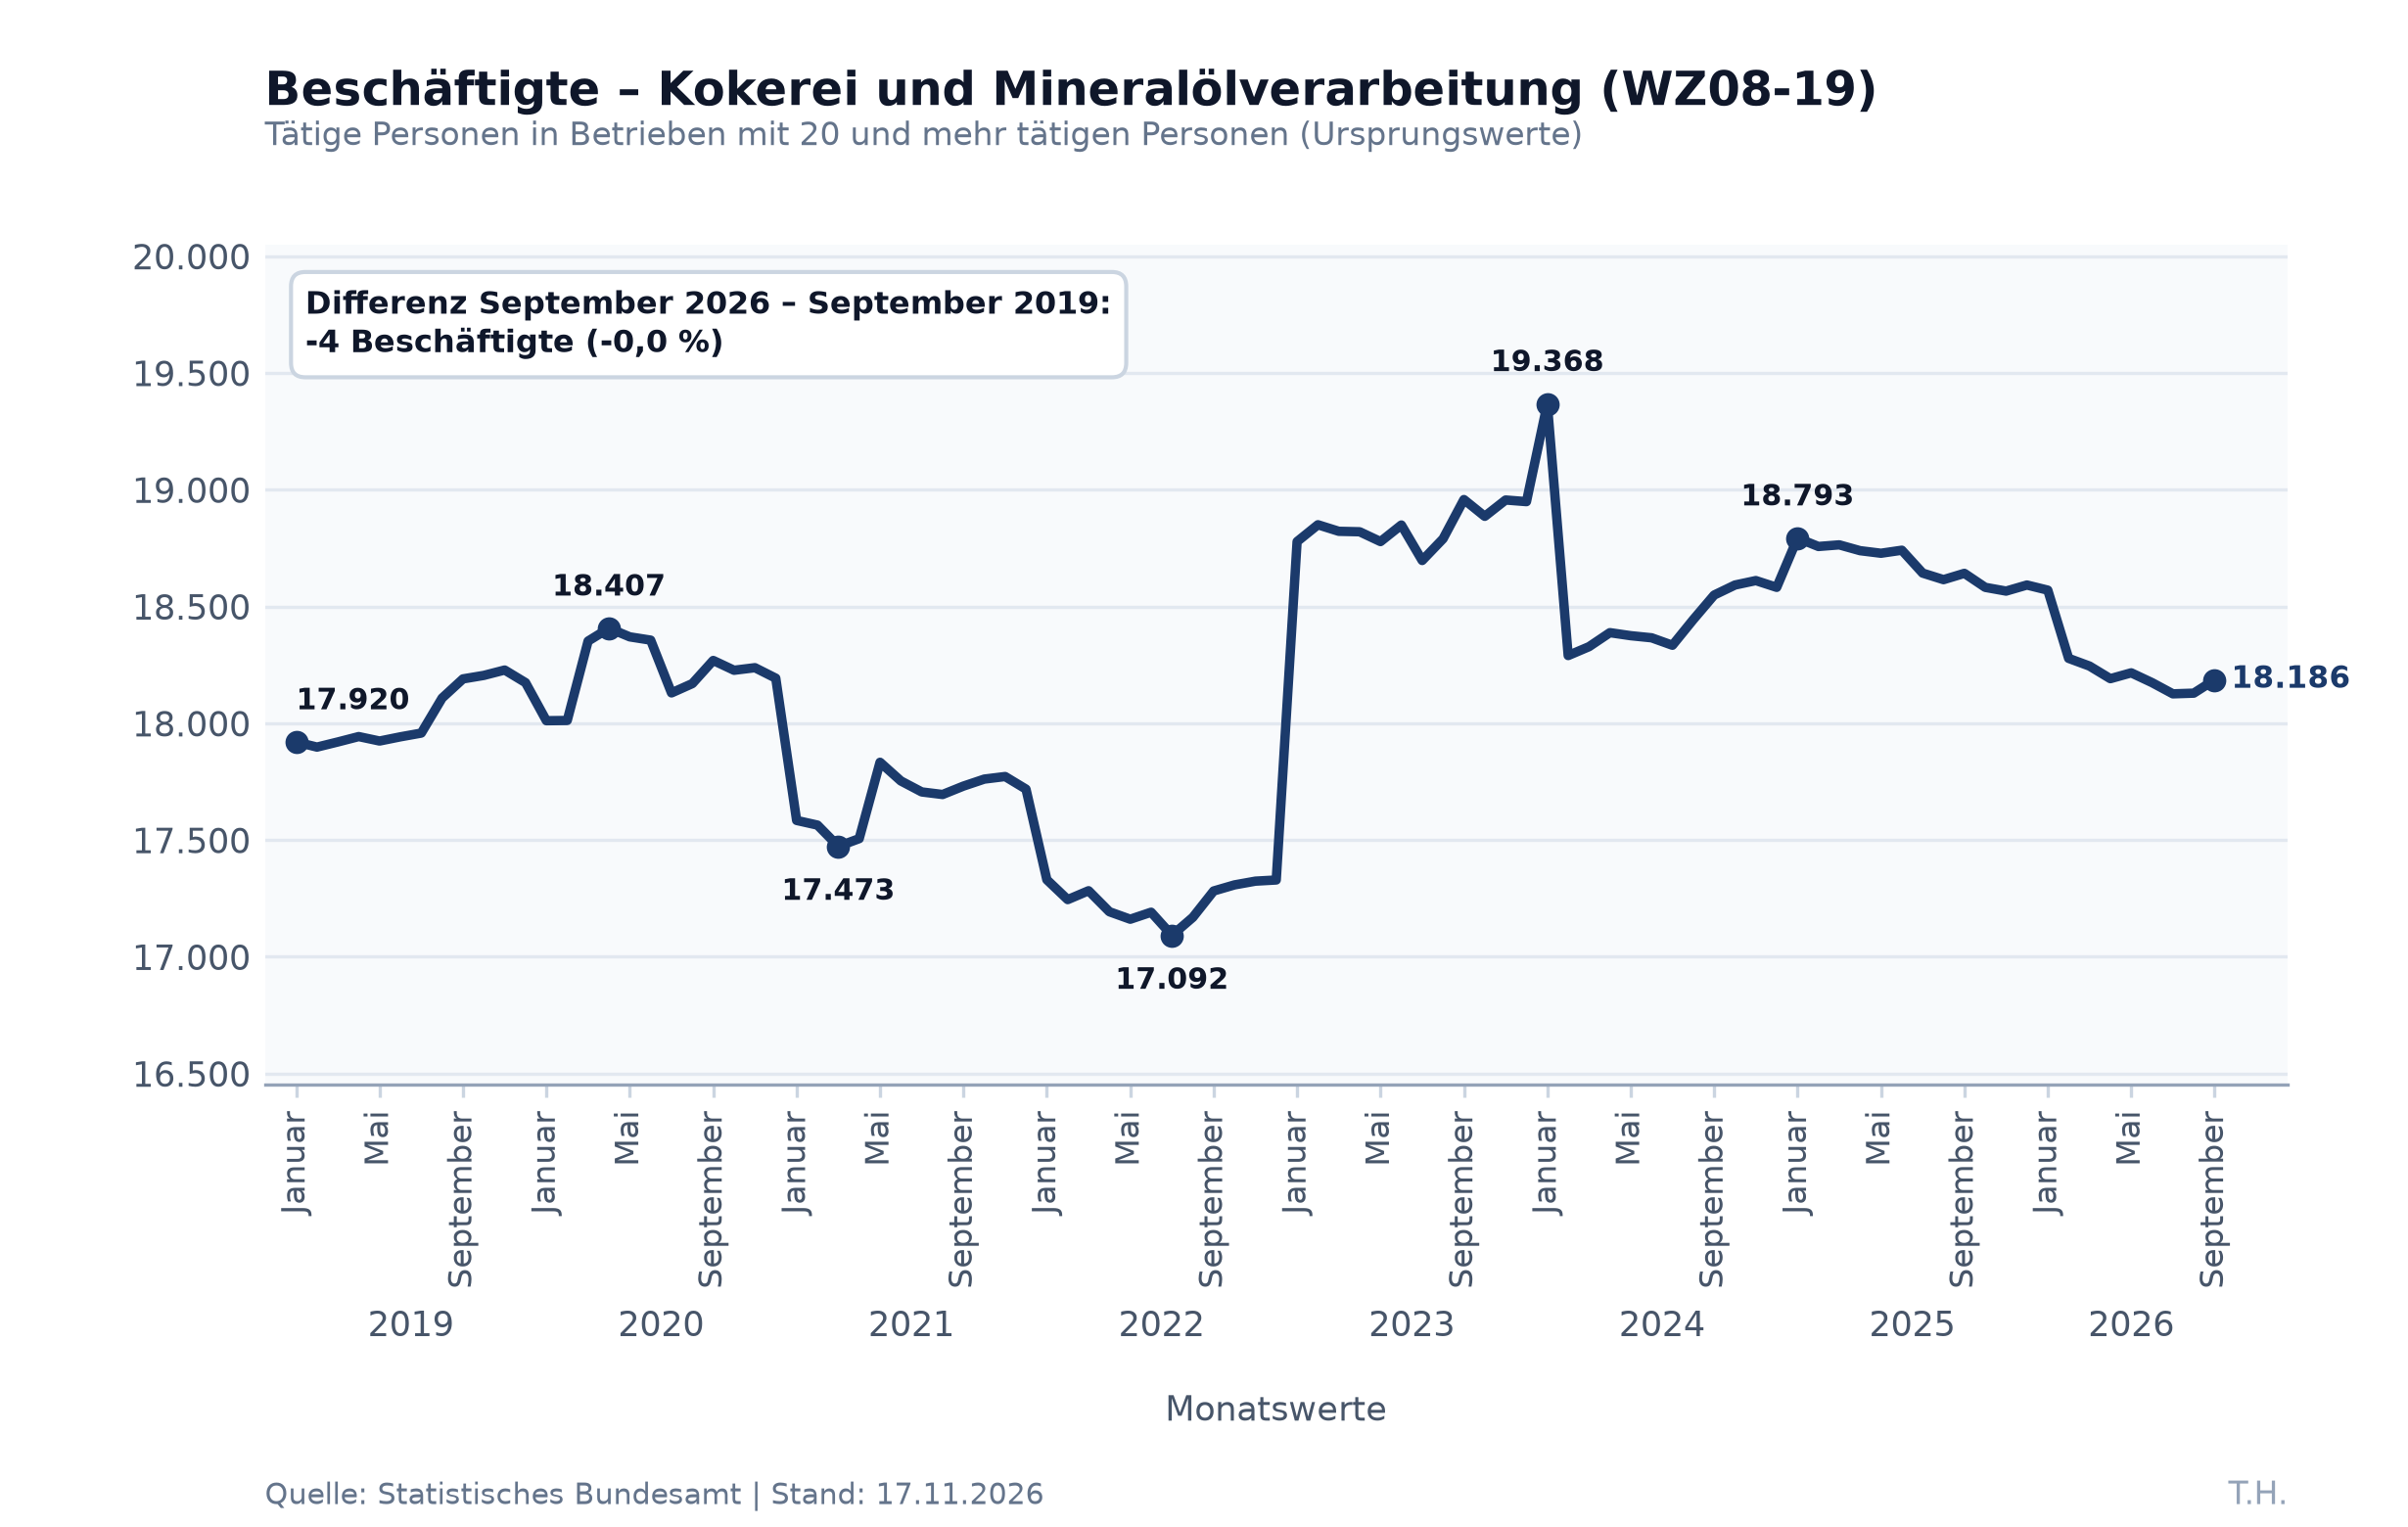 Beschäftigte – Kokerei und Mineralölverarbeitung (WZ08-19)
Tätige Personen in Betrieben mit 20 und mehr tätigen Personen (Ursprungswerte)
20.000
19.500
19.000
18.500
18.000
17.500
17.000
16.500
Differenz September 2026 – September 2019:
-4 Beschäftigte (-0,0 %)
17.920
18.407
17.473
17.092
19.368
18.793
18.186
Januar
Mai
September
Januar
Mai
September
Januar
Mai
September
Januar
Mai
September
Januar
Mai
September
Januar
Mai
September
Januar
Mai
September
Januar
Mai
September
2019
2020
2021
2022
2023
2024
2025
2026
Monatswerte
Quelle: Statistisches Bundesamt | Stand: 17.11.2026
T.H.